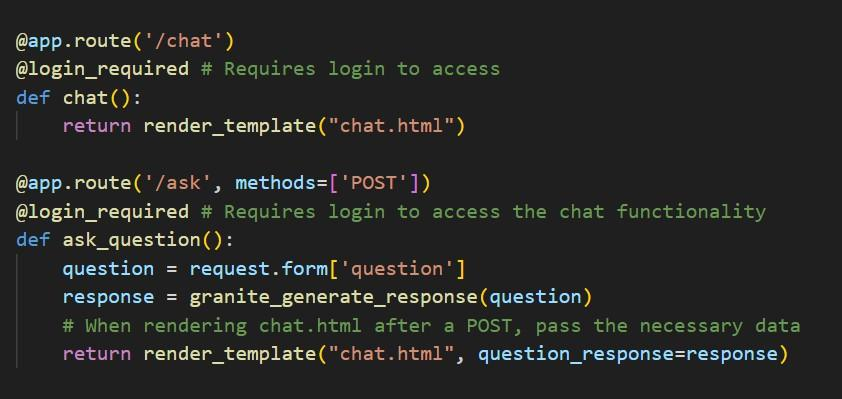 @app.route('/chat')
@login_required # Requires login to access
def chat():
    return render_template("chat.html")

@app.route('/ask', methods=['POST'])
@login_required # Requires login to access the chat functionality
def ask_question():
    question = request.form['question']
    response = granite_generate_response(question)
    # When rendering chat.html after a POST, pass the necessary data
    return render_template("chat.html", question_response=response)